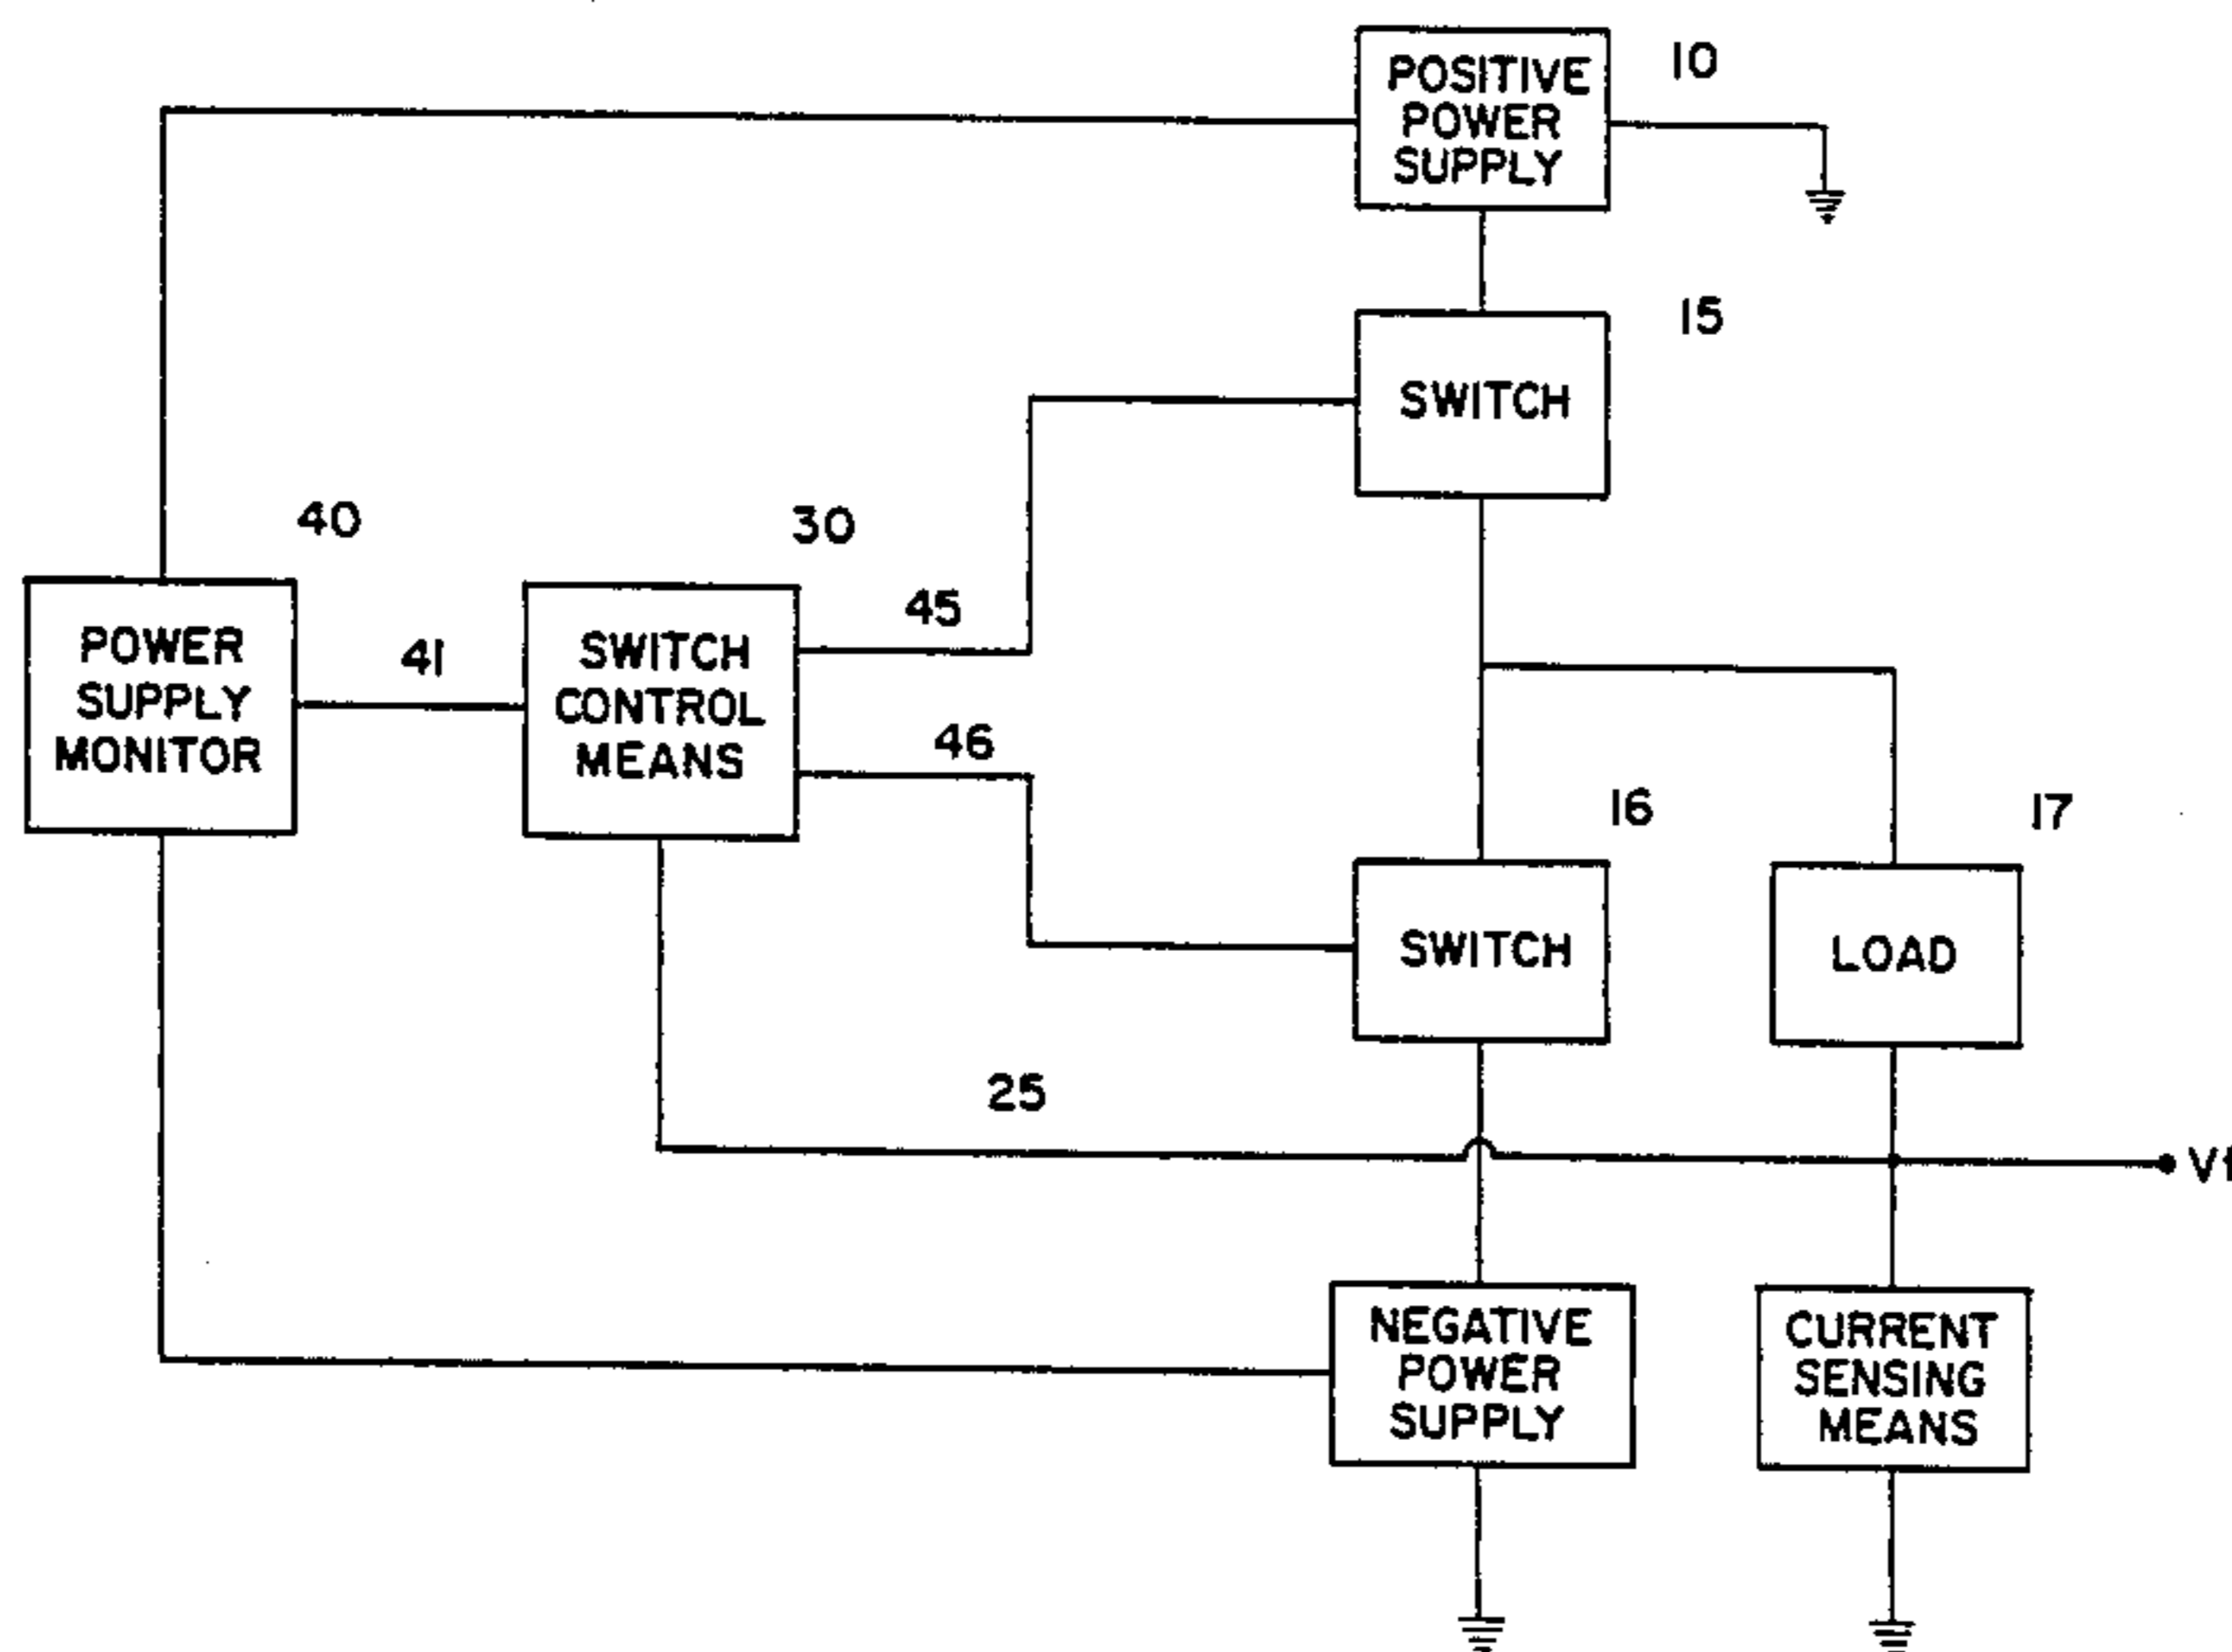 POSITIVE
POWER
SUPPLY
10
15
SWITCH
40
30
45
41
POWER
SUPPLY
MONITOR
SWITCH
CONTROL
MEANS
46
16
17
SWITCH
LOAD
25
NEGATIVE
POWER
SUPPLY
CURRENT
SENSING
MEANS